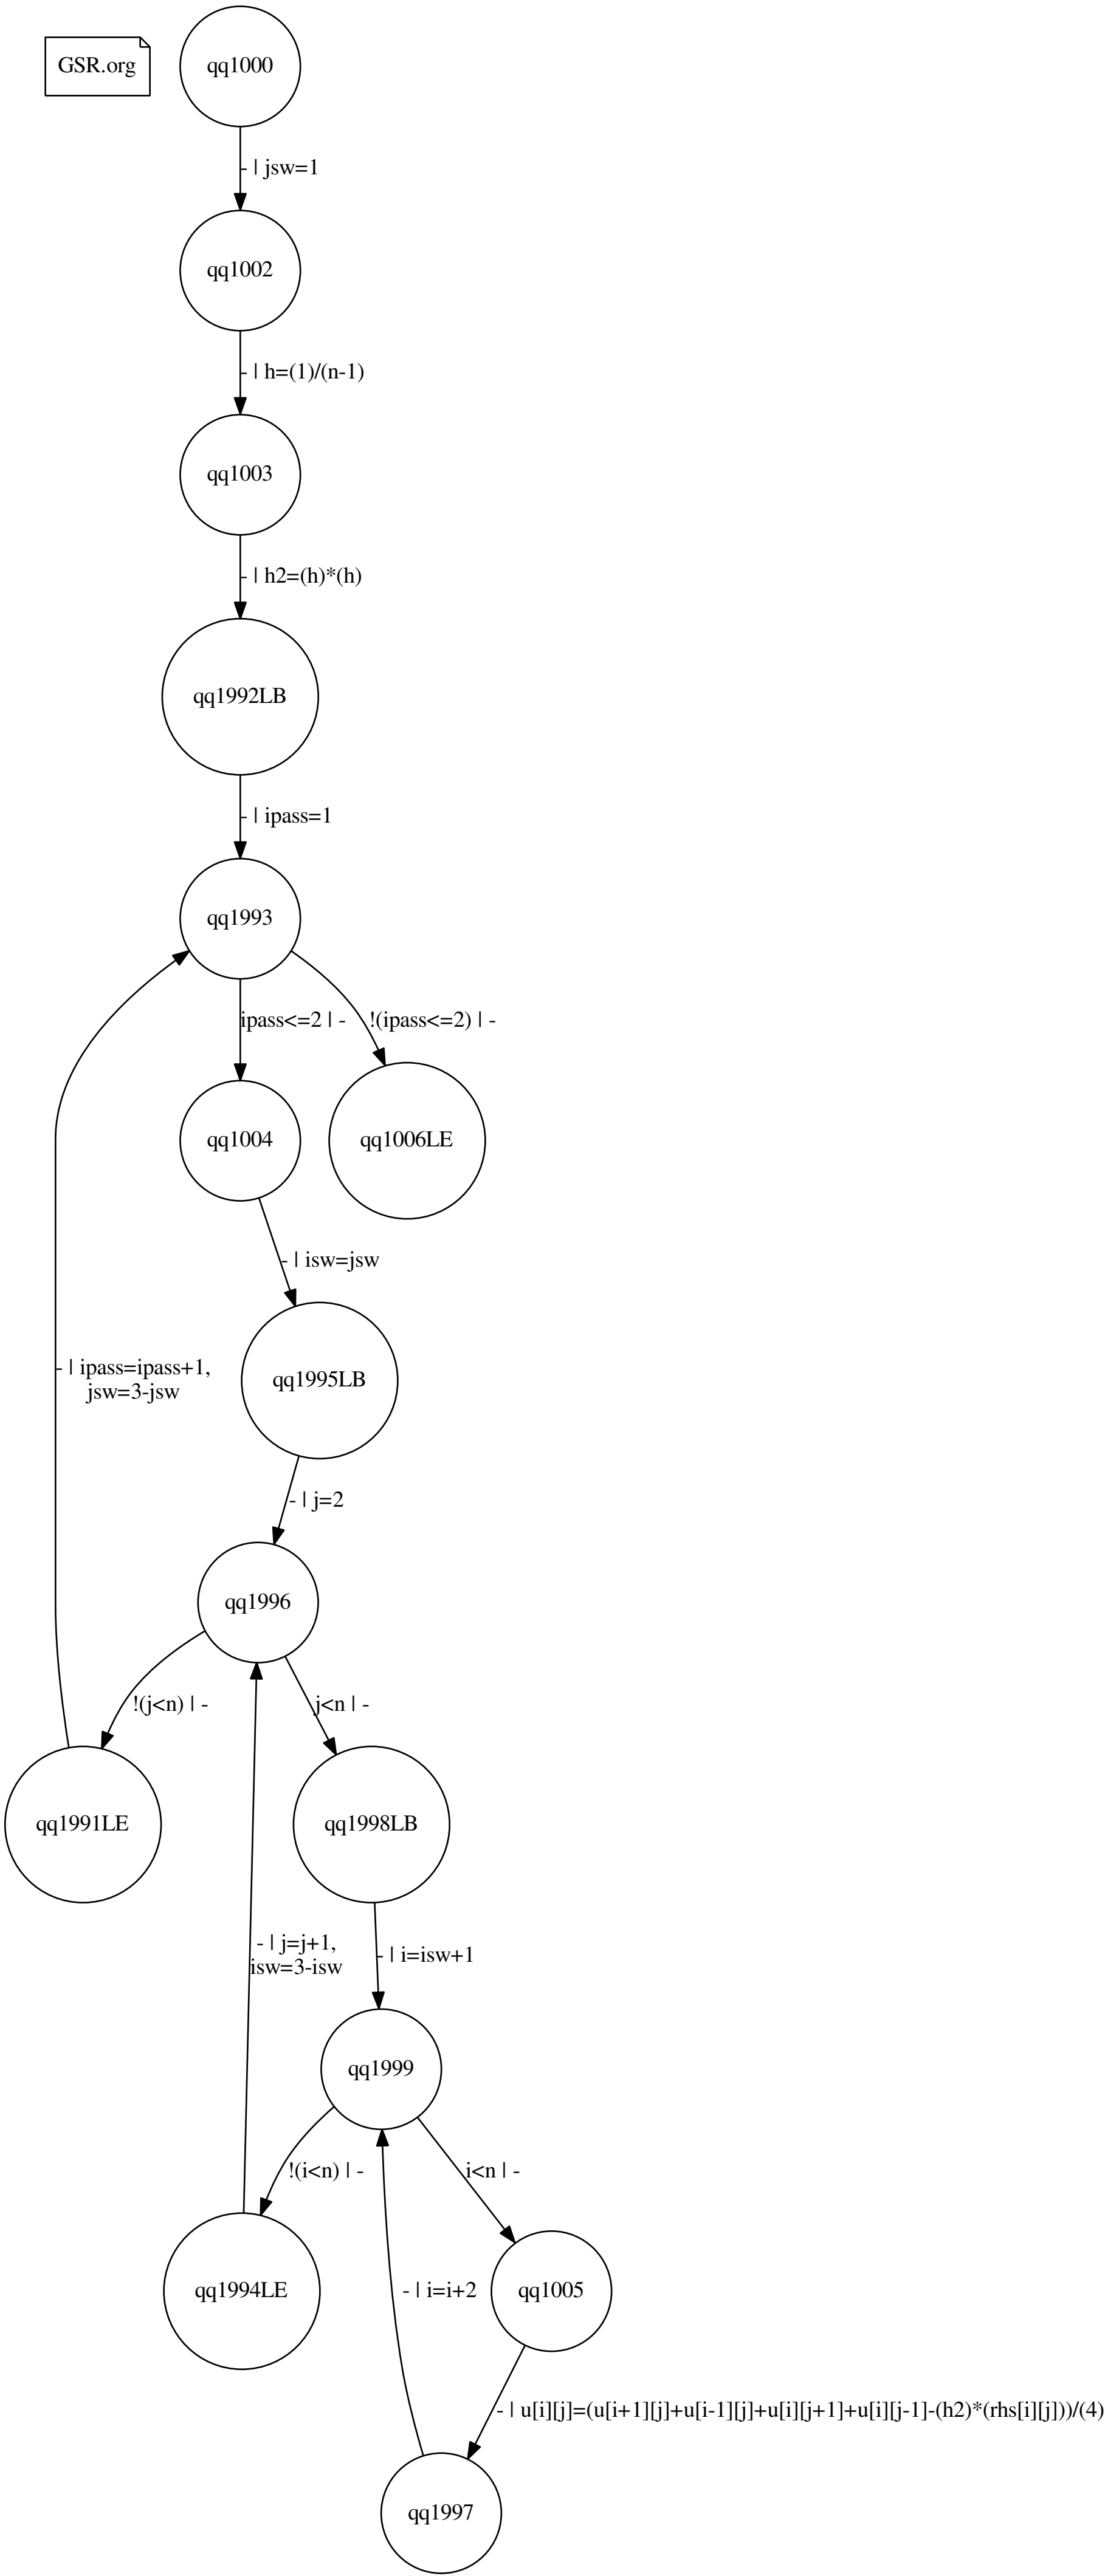 GSR.org
qq1000
- | jsw=1
qq1002
- | h=(1)/(n-1)
qq1003
- | h2=(h)*(h)
qq1992LB
- | ipass=1
qq1993
ipass<=2 | -
!(ipass<=2) | -
qq1004
qq1006LE
- | isw=jsw
- | ipass=ipass+1,
jsw=3-jsw
qq1995LB
- | j=2
qq1996
!(j<n) | -
j<n | -
qq1991LE
qq1998LB
- | j=j+1,
isw=3-isw
- | i=isw+1
qq1999
!(i<n) | -
i<n | -
qq1994LE
- | i=i+2
qq1005
- | u[i][j]=(u[i+1][j]+u[i-1][j]+u[i][j+1]+u[i][j-1]-(h2)*(rhs[i][j]))/(4)
qq1997